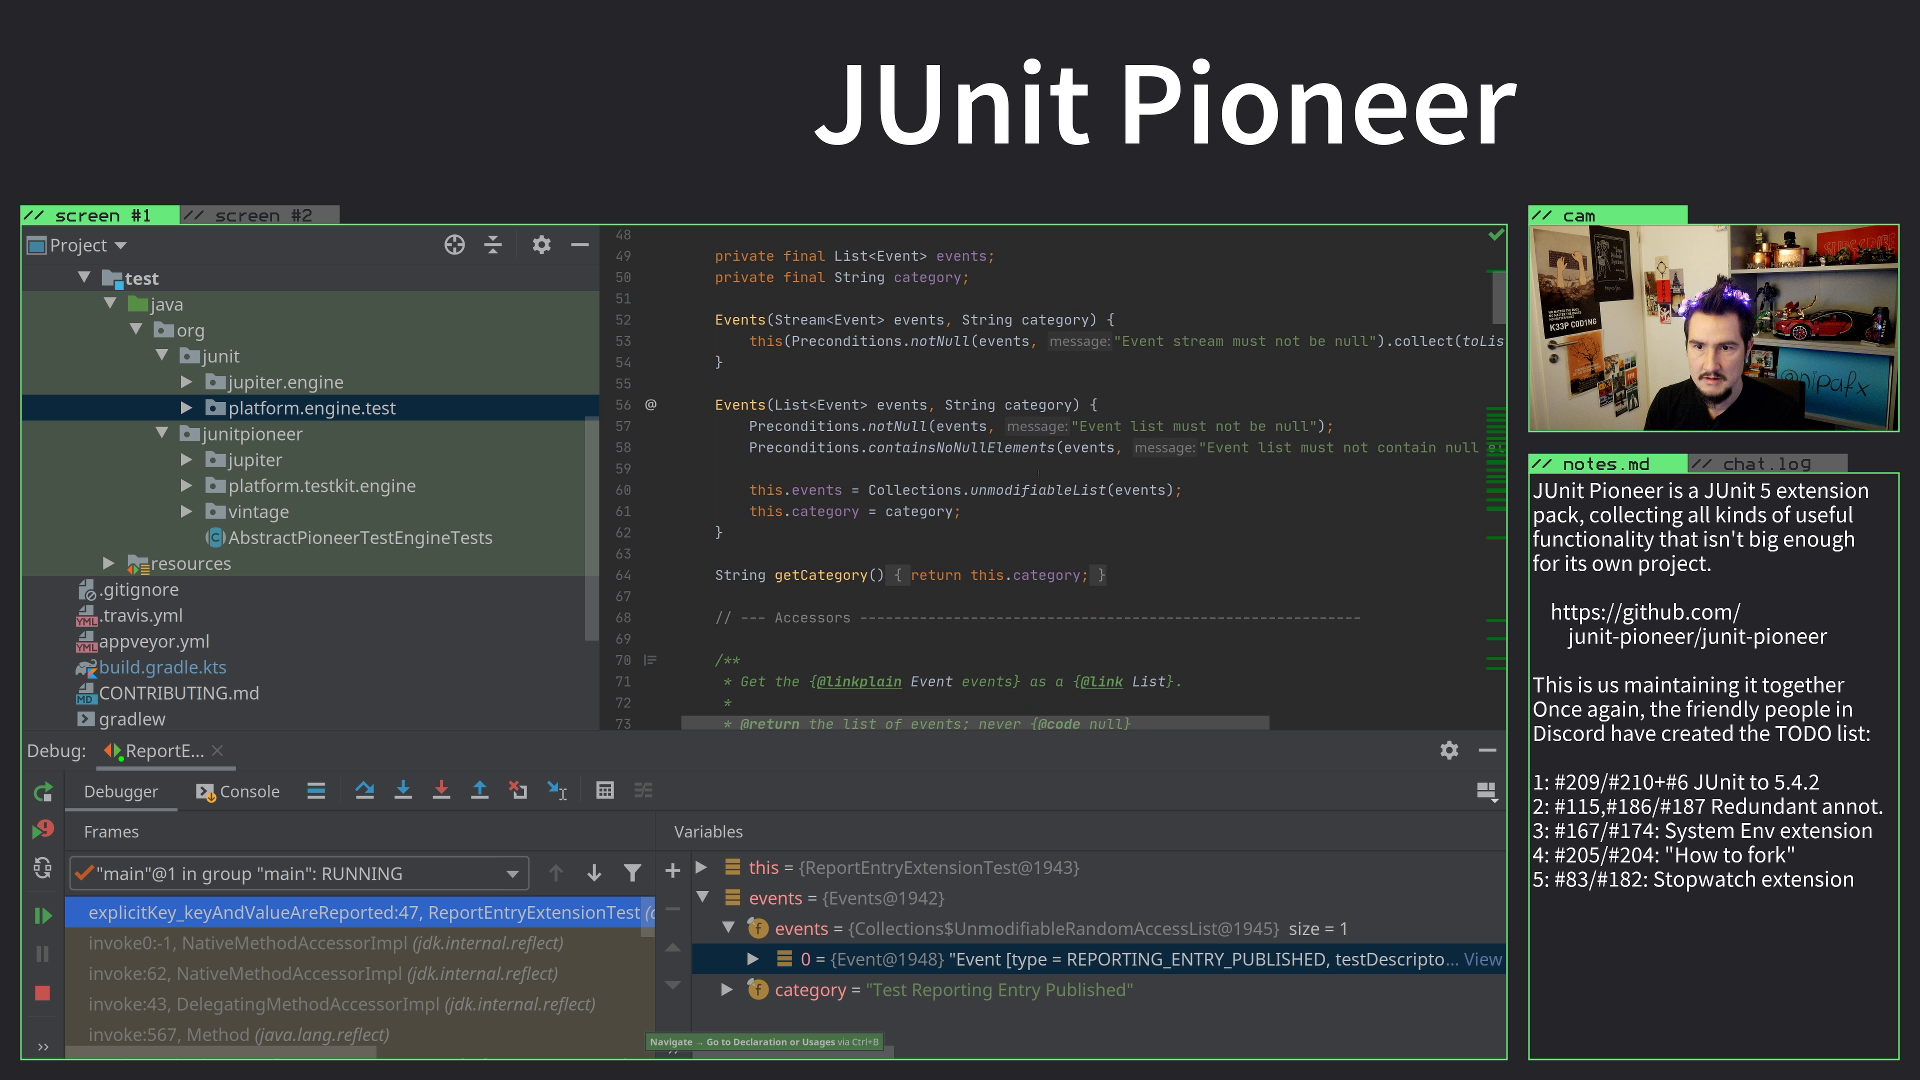 JUnit Pioneer
// screen #1
// screen #2
Project
test
java
org
junit
jupiter.engine
platform.engine.test
junitpioneer
jupiter
platform.testkit.engine
vintage
AbstractPioneerTestEngineTests
resources
.gitignore
.travis.yml
appveyor.yml
build.gradle.kts
CONTRIBUTING.md
gradlew
48
49 private final List<Event> events;
50 private final String category;
51
52 Events(Stream<Event> events, String category) {
53 this(Preconditions.notNull(events, message: "Event stream must not be null").collect(toLis
54 }
55
56 @ Events(List<Event> events, String category) {
57 Preconditions.notNull(events, message: "Event list must not be null");
58 Preconditions.containsNoNullElements(events, message: "Event list must not contain null
59
60 this.events = Collections.unmodifiableList(events);
61 this.category = category;
62 }
63
64 String getCategory() { return this.category; }
67
68 // --- Accessors ----------------------------------------------------------
69
70 /**
71 * Get the {@linkplain Event events} as a {@link List}.
72 *
73 * @return the list of events; never {@code null}
Debug: ReportE...
Debugger
Console
Frames
"main"@1 in group "main": RUNNING
explicitKey_keyAndValueAreReported:47, ReportEntryExtensionTest
invoke0:-1, NativeMethodAccessorImpl (jdk.internal.reflect)
invoke:62, NativeMethodAccessorImpl (jdk.internal.reflect)
invoke:43, DelegatingMethodAccessorImpl (jdk.internal.reflect)
invoke:567, Method (java.lang.reflect)
Variables
this = {ReportEntryExtensionTest@1943}
events = {Events@1942}
events = {Collections$UnmodifiableRandomAccessList@1945} size = 1
0 = {Event@1948} "Event [type = REPORTING_ENTRY_PUBLISHED, testDescripto... View
category = "Test Reporting Entry Published"
Navigate → Go to Declaration or Usages via Ctrl+B
// cam
K33P C0D1NG
SUBSCRIBE
@nipafx
// notes.md
// chat.log
JUnit Pioneer is a JUnit 5 extension
pack, collecting all kinds of useful
functionality that isn't big enough
for its own project.
https://github.com/
junit-pioneer/junit-pioneer
This is us maintaining it together
Once again, the friendly people in
Discord have created the TODO list:
1: #209/#210+#6 JUnit to 5.4.2
2: #115,#186/#187 Redundant annot.
3: #167/#174: System Env extension
4: #205/#204: "How to fork"
5: #83/#182: Stopwatch extension